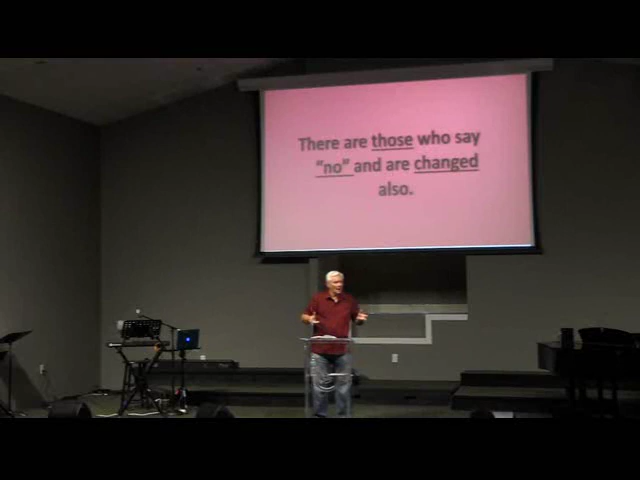 There are those who say
“no” and are changed
also.